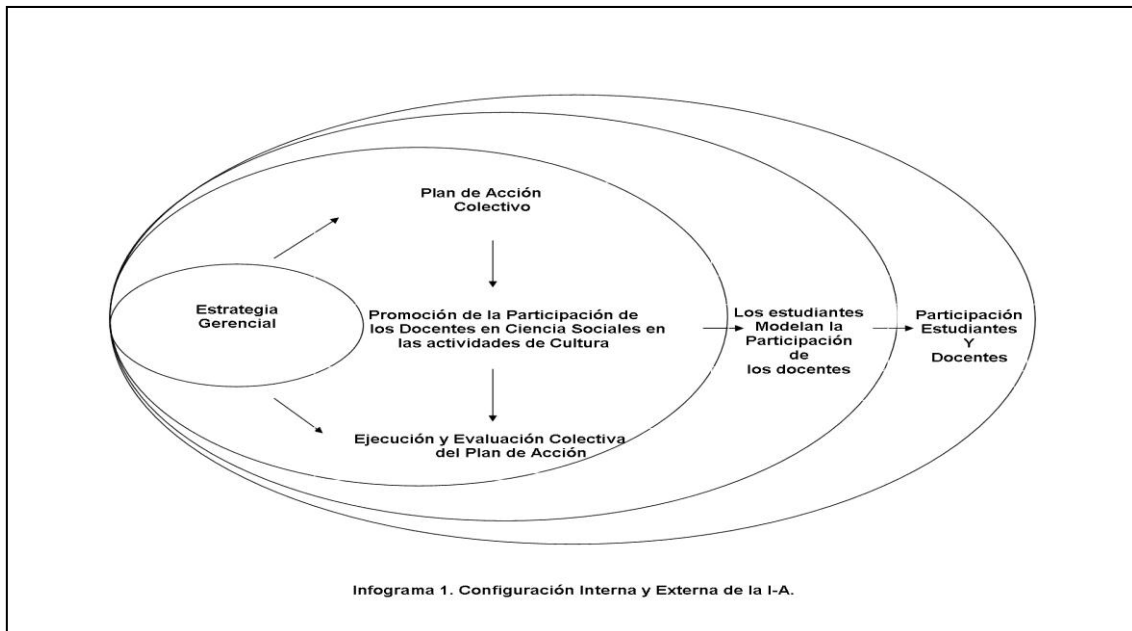 Plan de Acción
Colectivo
Estrategia
Gerencial
Promoción de la Participación de
los Docentes en Ciencia Sociales en
las actividades de Cultura
Los estudiantes
Modelan la
Participación
de
los docentes
Participación
Estudiantes
Y
Docentes
Ejecución y Evaluación Colectiva
del Plan de Acción
Infograma 1. Configuración Interna y Externa de la I-A.